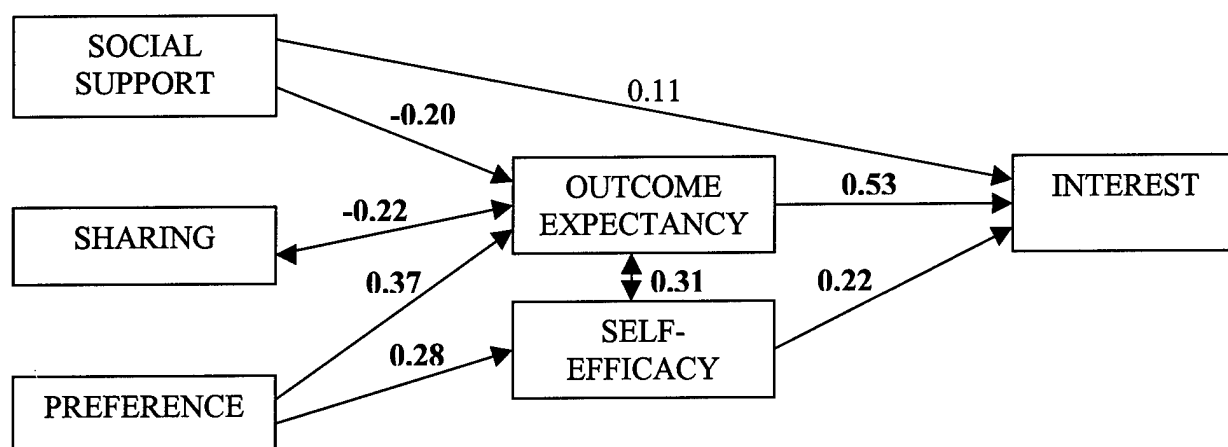 SOCIAL
SUPPORT
0.11
-0.20
OUTCOME
EXPECTANCY
0.53
INTEREST
SHARING
-0.22
0.37
0.31
0.22
SELF-
EFFICACY
0.28
PREFERENCE